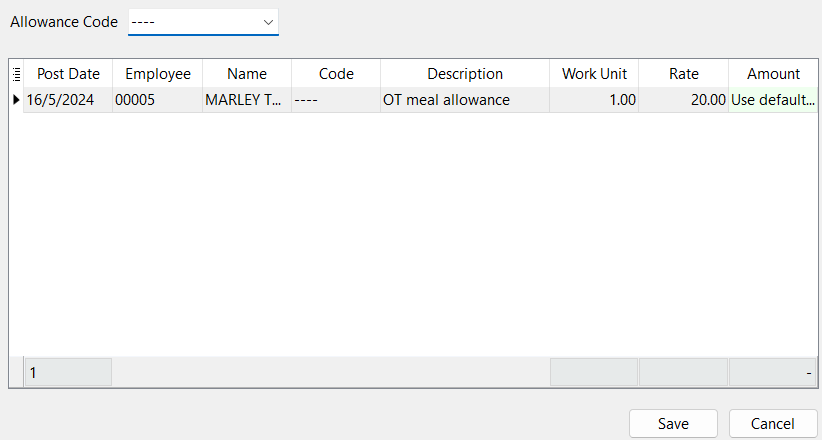 Allowance Code ----
Post Date Employee Name Code Description Work Unit Rate Amount
16/5/2024 00005 MARLEY T... ---- OT meal allowance 1.00 20.00 Use default...
1 -
Save Cancel